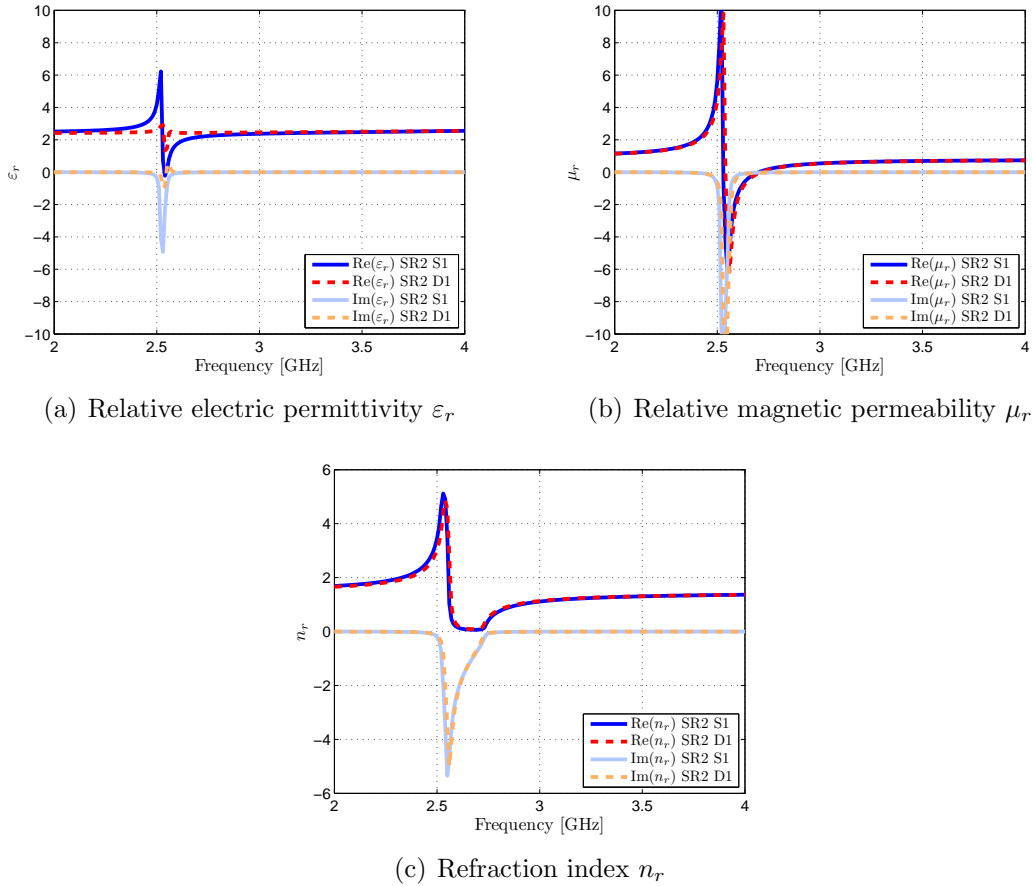 10
8
6
4
2
0
−2
−4
−6
−8
−10
εr
2
2.5
3
3.5
4
Frequency [GHz]
Re(εr) SR2 S1
Re(εr) SR2 D1
Im(εr) SR2 S1
Im(εr) SR2 D1
(a) Relative electric permittivity εr
10
8
6
4
2
0
−2
−4
−6
−8
−10
μr
2
2.5
3
3.5
4
Frequency [GHz]
Re(μr) SR2 S1
Re(μr) SR2 D1
Im(μr) SR2 S1
Im(μr) SR2 D1
(b) Relative magnetic permeability μr
6
4
2
0
−2
−4
−6
nr
2
2.5
3
3.5
4
Frequency [GHz]
Re(nr) SR2 S1
Re(nr) SR2 D1
Im(nr) SR2 S1
Im(nr) SR2 D1
(c) Refraction index nr